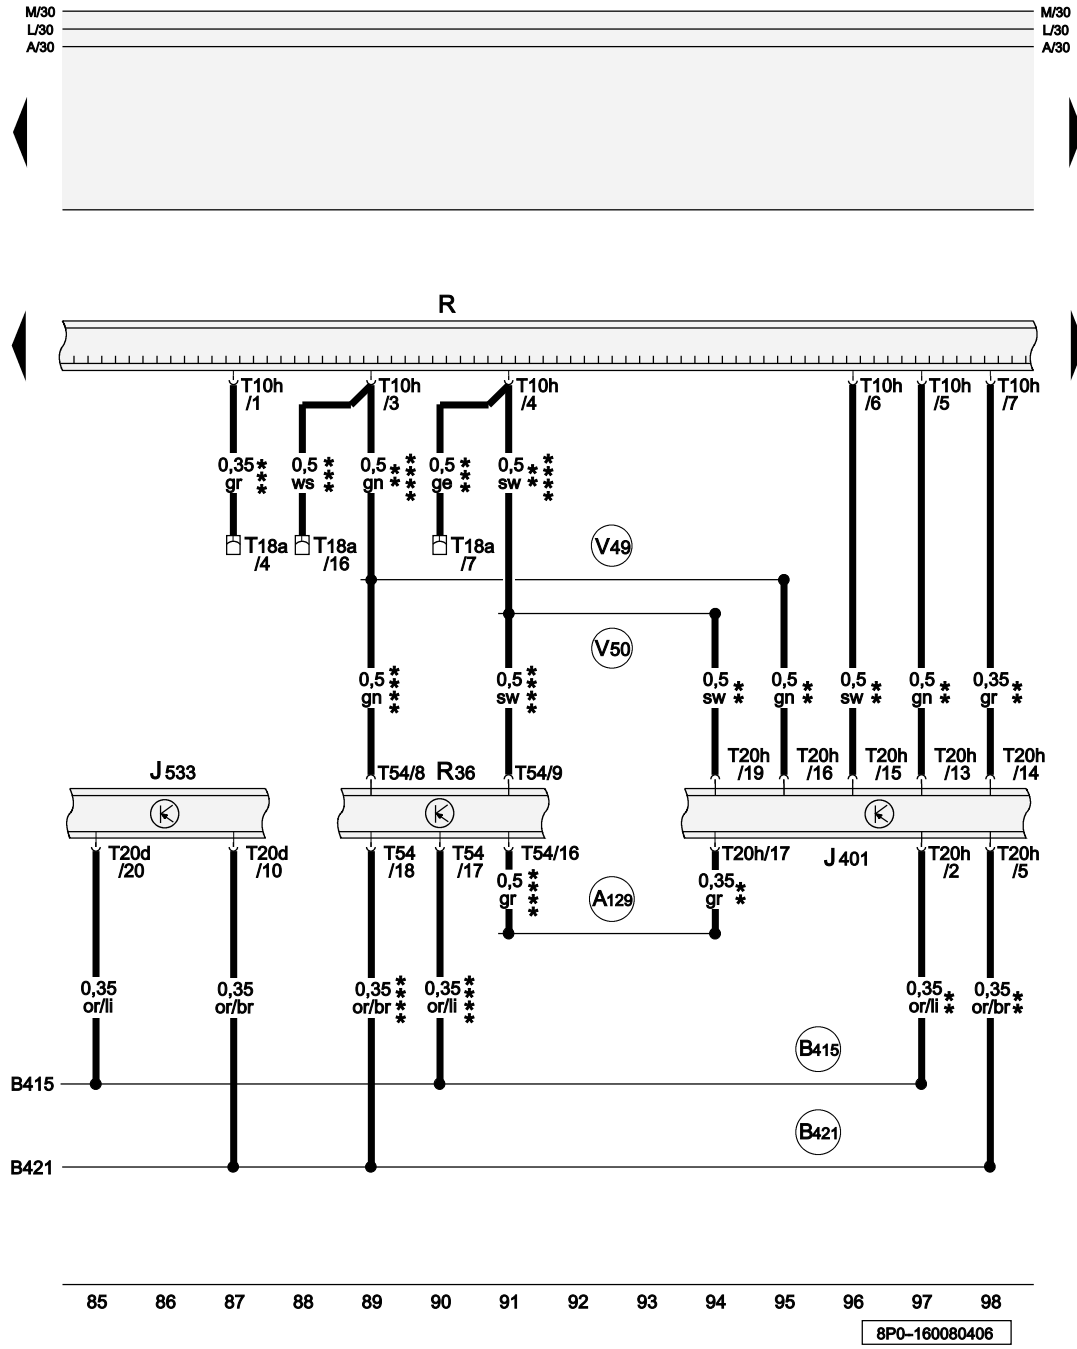 M/30 M/30
L/30 L/30
A/30 A/30
R
T10h T10h T10h T10h T10h T10h
/1 /3 /4 /6 /5 /7
0,35 *** 0,5 *** 0,5 ** **** 0,5 *** 0,5 ** ****
gr ws gn ge sw
T18a T18a T18a
/4 /16 /7
V49
V50
0,5 **** 0,5 **** 0,5 ** 0,5 ** 0,5 ** 0,5 ** 0,35 **
gn sw sw gn sw gn gr
T20h T20h T20h T20h T20h
/19 /16 /15 /13 /14
J533 T54/8 R36 T54/9
T20d T20d T54 T54 T54/16 T20h/17 J401 T20h T20h
/20 /10 /18 /17 /2 /5
0,5 **** 0,35 **
gr gr
A129
0,35 0,35 0,35 **** 0,35 **** 0,35 ** 0,35 **
or/li or/br or/br or/li or/li or/br
B415
B415
B421
B421
85 86 87 88 89 90 91 92 93 94 95 96 97 98
8P0-160080406